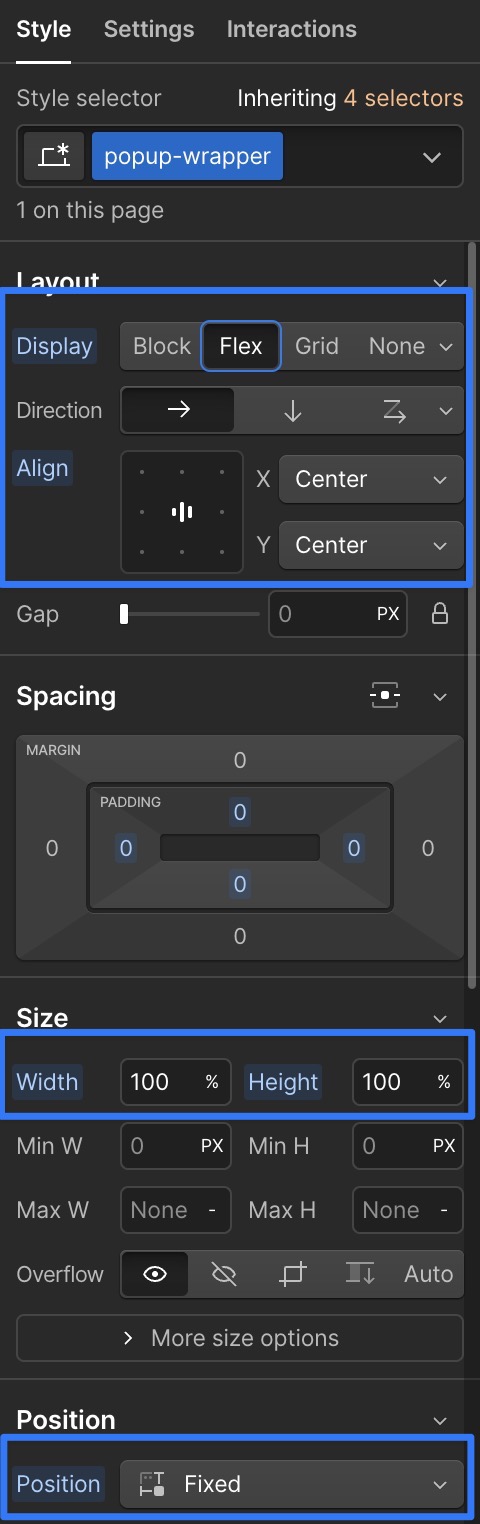 Style Settings Interactions
Style selector Inheriting 4 selectors
popup-wrapper
1 on this page
Layout
Display Block Flex Grid None
Direction
Align X Center
Y Center
Gap 0 PX
Spacing
MARGIN 0
PADDING 0
0 0 0 0
0
0
Size
Width 100 % Height 100 %
Min W 0 PX Min H 0 PX
Max W None - Max H None -
Overflow Auto
More size options
Position
Position Fixed